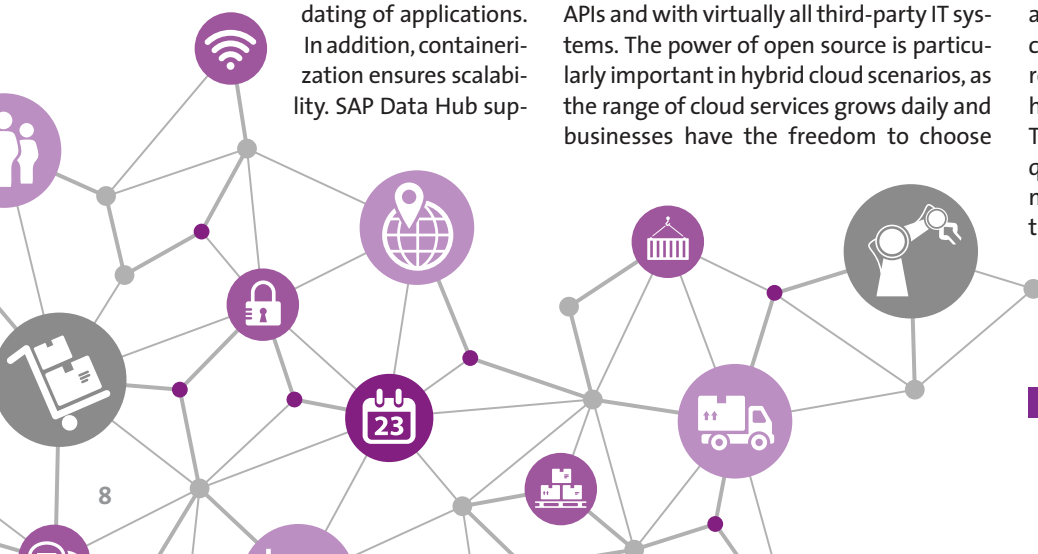 dating of applications.
In addition, containeri-
zation ensures scalabi-
lity. SAP Data Hub sup-
APIs and with virtually all third-party IT sys-
tems. The power of open source is particu-
larly important in hybrid cloud scenarios, as
the range of cloud services grows daily and
businesses have the freedom to choose
23
8